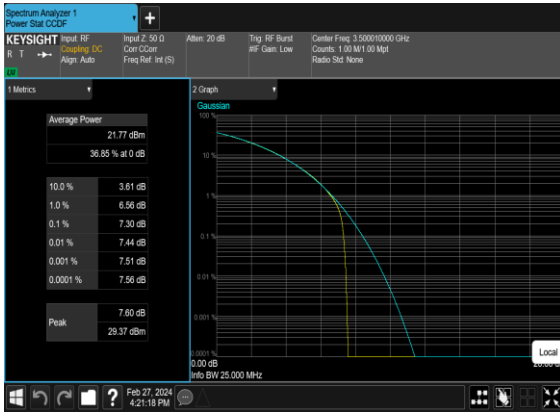 Spectrum Analyzer 1
Power Stat CCDF
KEYSIGHT
R T
LXI
Input: RF
Coupling: DC
Align: Auto
Input Z: 50 Ω
Corr CCorr
Freq Ref: Int (S)
Atten: 20 dB
Trig: RF Burst
#IF Gain: Low
Center Freq: 3.500010000 GHz
Counts: 1.00 M/1.00 Mpt
Radio Std: None
1 Metrics
Average Power
21.77 dBm
36.85 % at 0 dB
10.0 % 3.61 dB
1.0 % 6.56 dB
0.1 % 7.30 dB
0.01 % 7.44 dB
0.001 % 7.51 dB
0.0001 % 7.56 dB
Peak
7.60 dB
29.37 dBm
2 Graph
Gaussian
100 %
10 %
1 %
0.1 %
0.01 %
0.001 %
0.0001 %
0.00 dB
Info BW 25.000 MHz
Local
?
Feb 27, 2024
4:21:18 PM